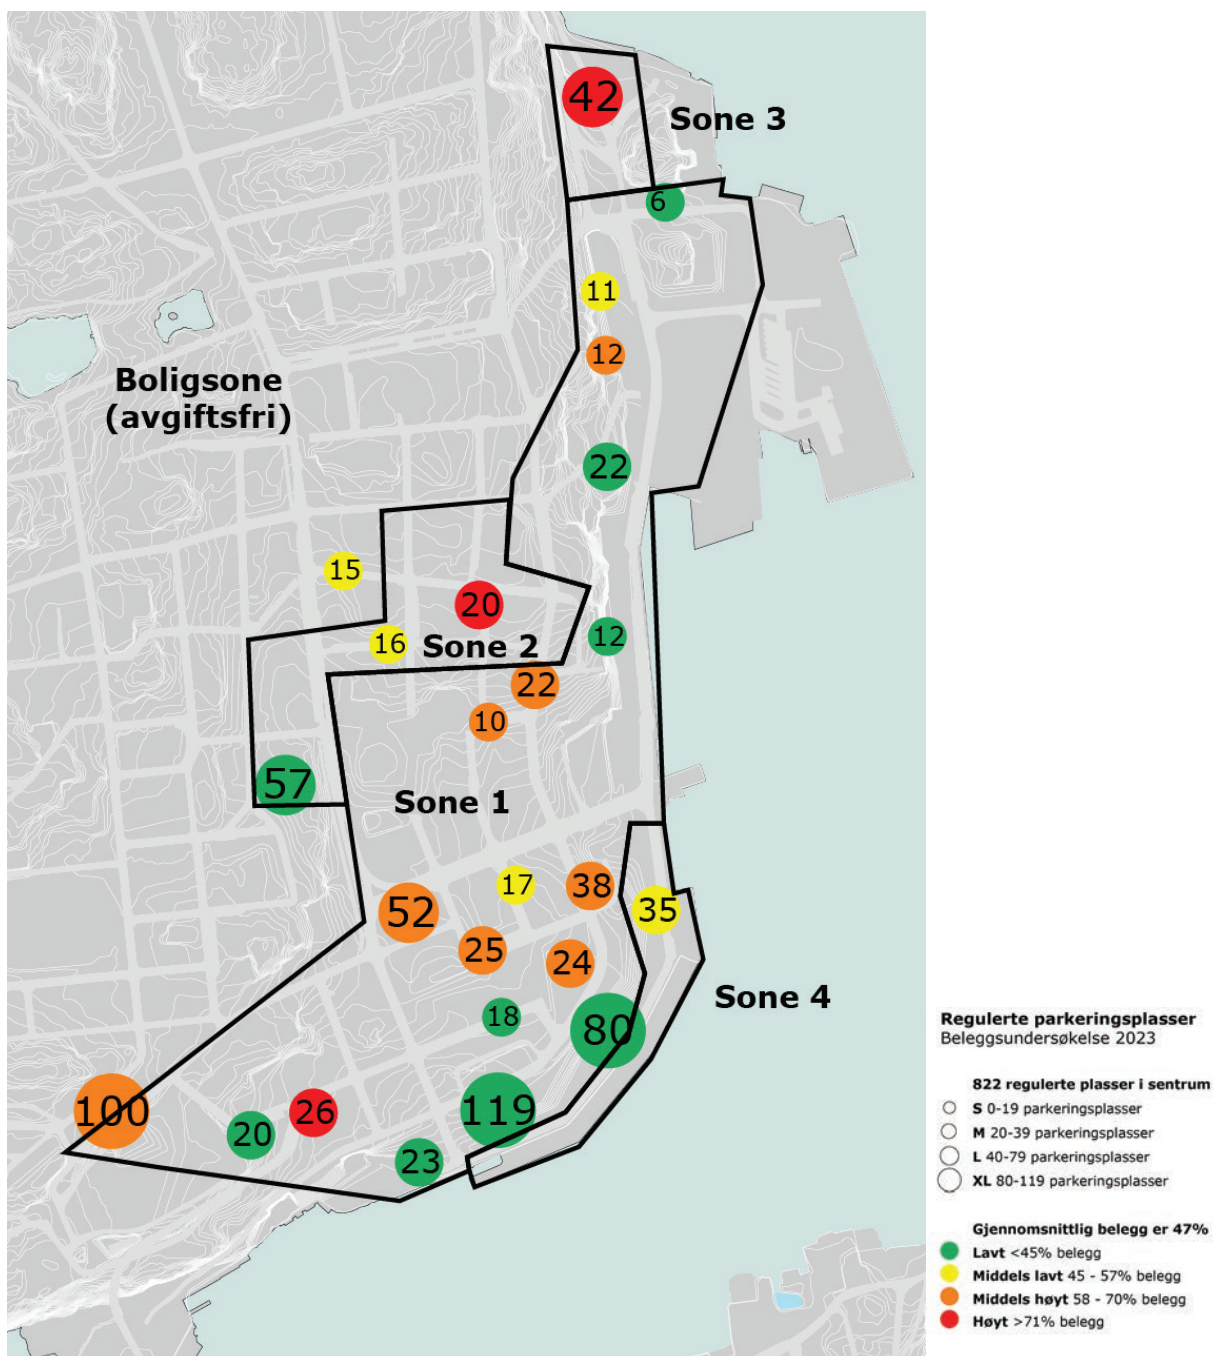 42
Sone 3
6
11
12
Boligsone
(avgiftsfri)
22
15
20
12
16
Sone 2
22
10
57
Sone 1
17
38
52
35
25
24
Sone 4
18
80
100
119
26
20
23
Regulerte parkeringsplasser
Beleggsundersøkelse 2023
822 regulerte plasser i sentrum
S 0-19 parkeringsplasser
M 20-39 parkeringsplasser
L 40-79 parkeringsplasser
XL 80-119 parkeringsplasser
Gjennomsnittlig belegg er 47%
Lavt <45% belegg
Middels lavt 45 - 57% belegg
Middels høyt 58 - 70% belegg
Høyt >71% belegg